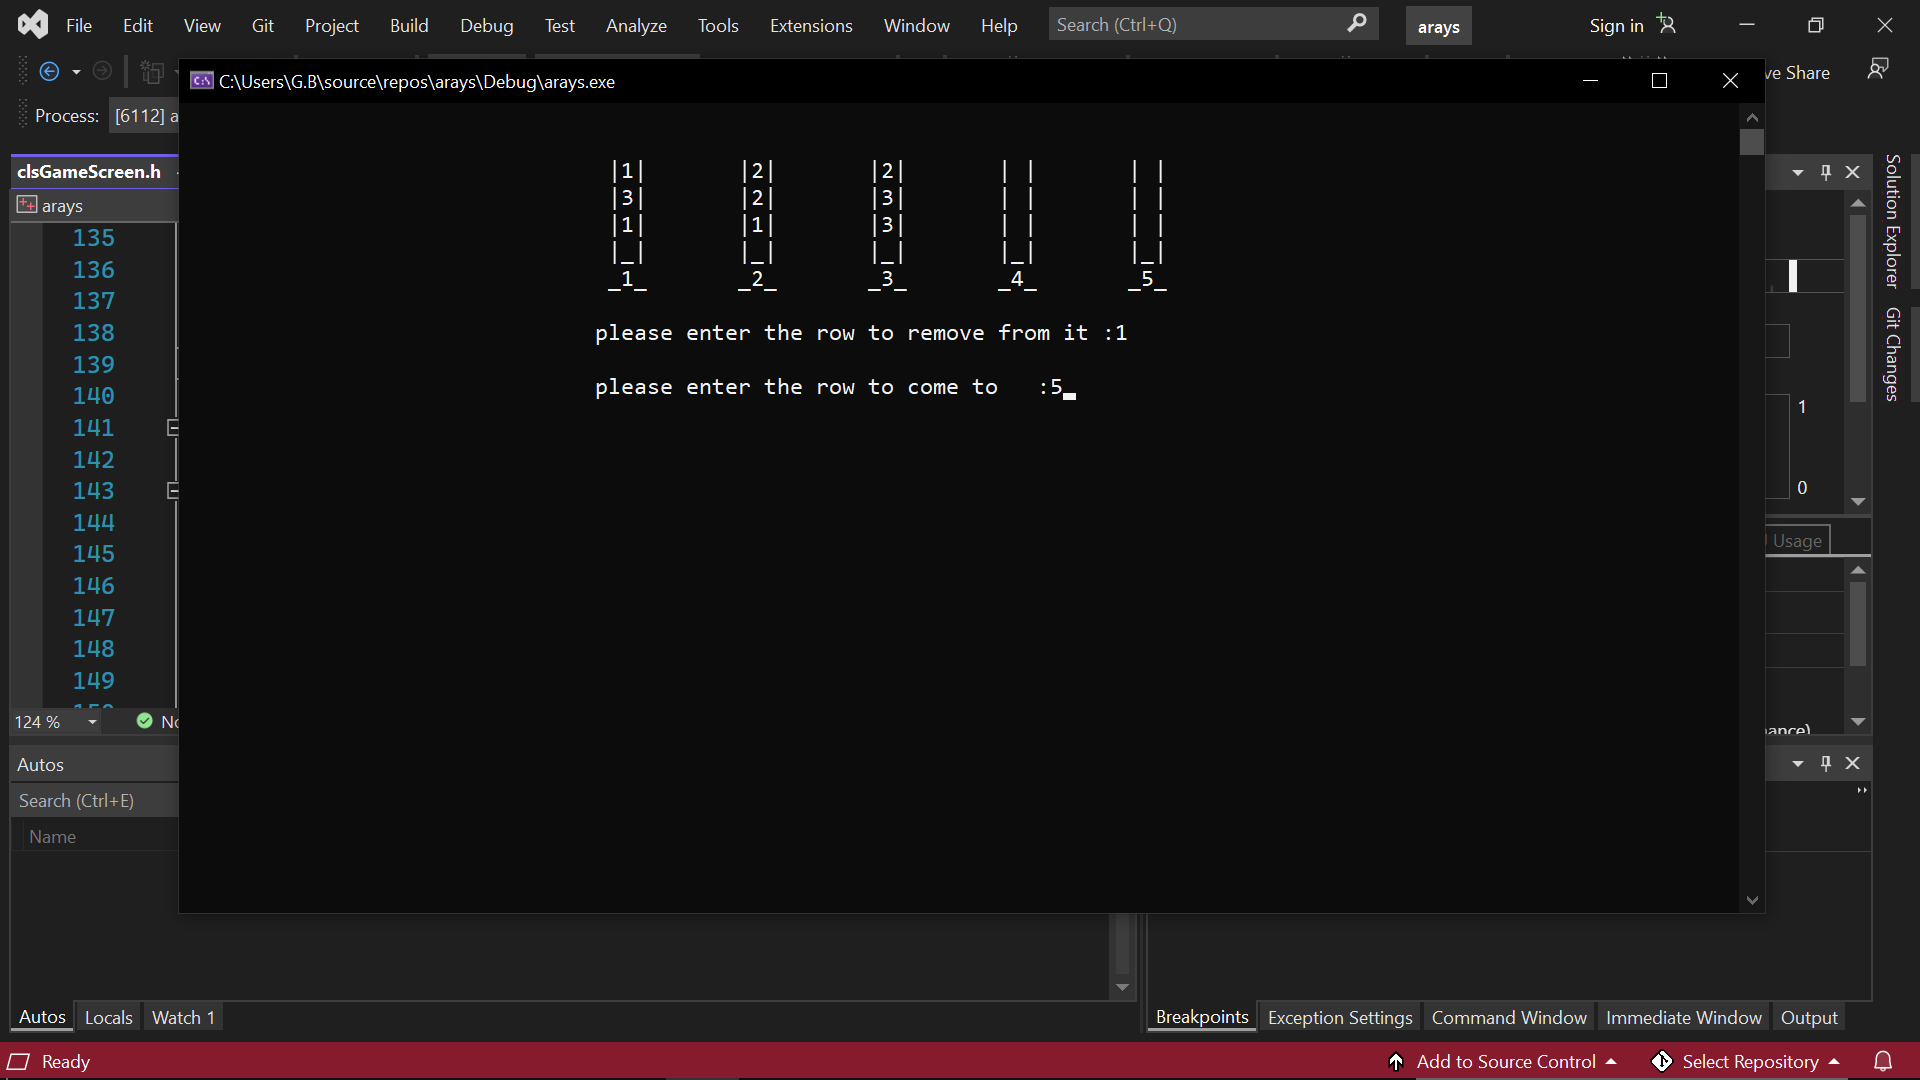 File Edit View Git Project Build Debug Test Analyze Tools Extensions Window Help Search (Ctrl+Q) arays Sign in
C:\Users\G.B\source\repos\arays\Debug\arays.exe
Share
Process: [6112] a
clsGameScreen.h
arays
|1| |2| |2| | | | |
|3| |2| |3| | | | |
|1| |1| |3| | | | |
|_| |_| |_| |_| |_|
_1_ _2_ _3_ _4_ _5_
please enter the row to remove from it :1
please enter the row to come to :5_
135
136
137
138
139
140
141
142
143
144
145
146
147
148
149
124 % No
Solution Explorer
Git Changes
1
0
Usage
Autos
Search (Ctrl+E)
Name
Autos Locals Watch 1
Breakpoints Exception Settings Command Window Immediate Window Output
Ready Add to Source Control Select Repository